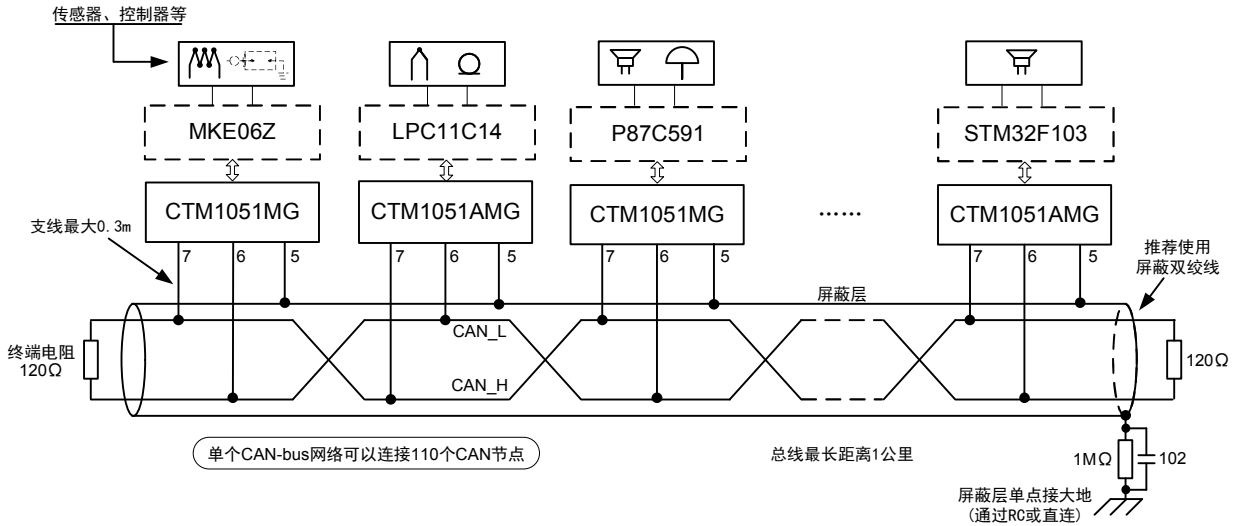 传感器、控制器等
MKE06Z
LPC11C14
P87C591
STM32F103
CTM1051MG
CTM1051AMG
CTM1051MG
……
CTM1051AMG
支线最大0.3m
7 6 5
7 6 5
7 6 5
7 6 5
推荐使用
屏蔽双绞线
屏蔽层
CAN_L
CAN_H
终端电阻
120Ω
120Ω
单个CAN-bus网络可以连接110个CAN节点
总线最长距离1公里
1MΩ
102
屏蔽层单点接大地
(通过RC或直连)